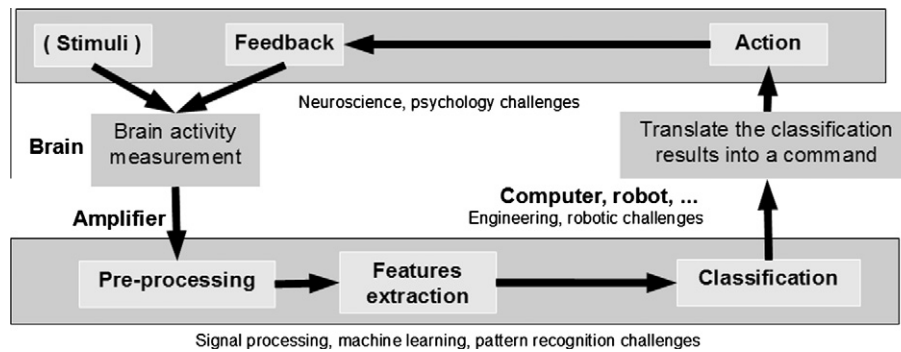 ( Stimuli )
Feedback
Action
Neuroscience, psychology challenges
Brain
Brain activity
measurement
Translate the classification
results into a command
Computer, robot, ...
Engineering, robotic challenges
Amplifier
Pre-processing
Features
extraction
Classification
Signal processing, machine learning, pattern recognition challenges